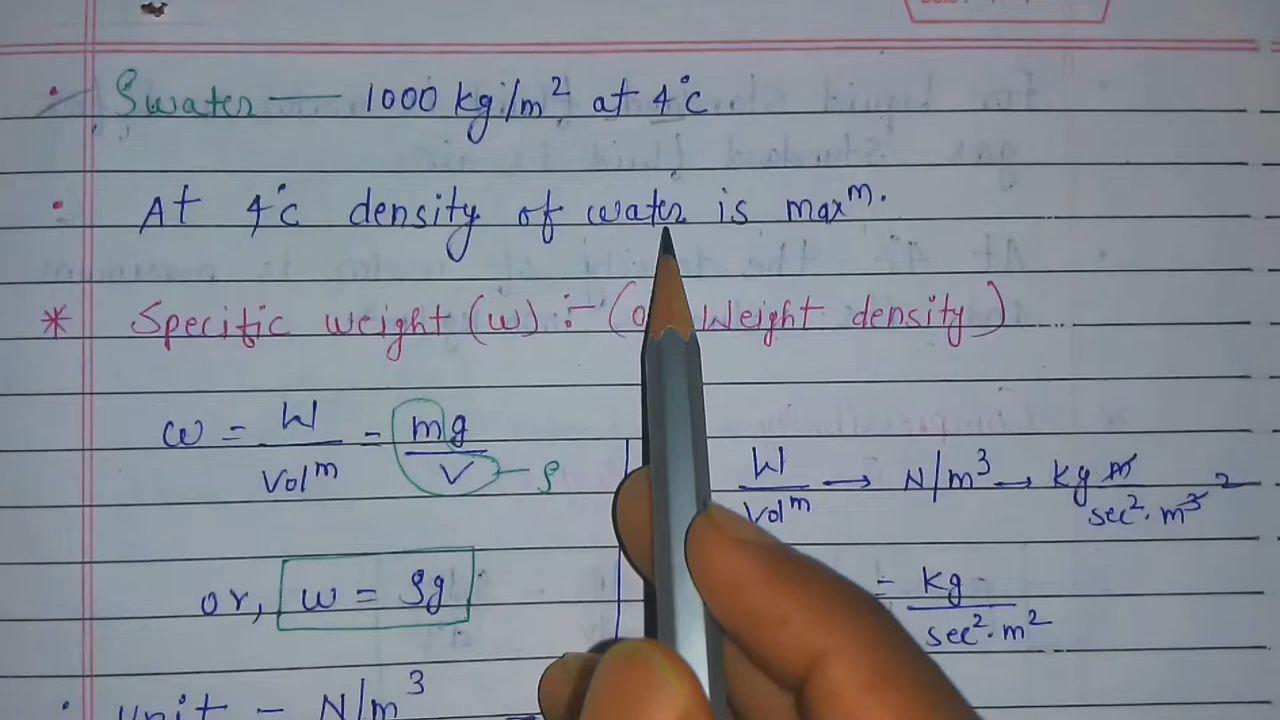 ρwater — 1000 kg/m² at 4°c
At 4°c density of water is maxᵐ.
* Specific weight (w) :- ( Weight density)
w = W/Volᵐ = mg/V — ρ
W/Volᵐ → N/m³ → kg m/sec².m³ 2
or, w = ρg
= kg/sec².m²
unit - N/m³